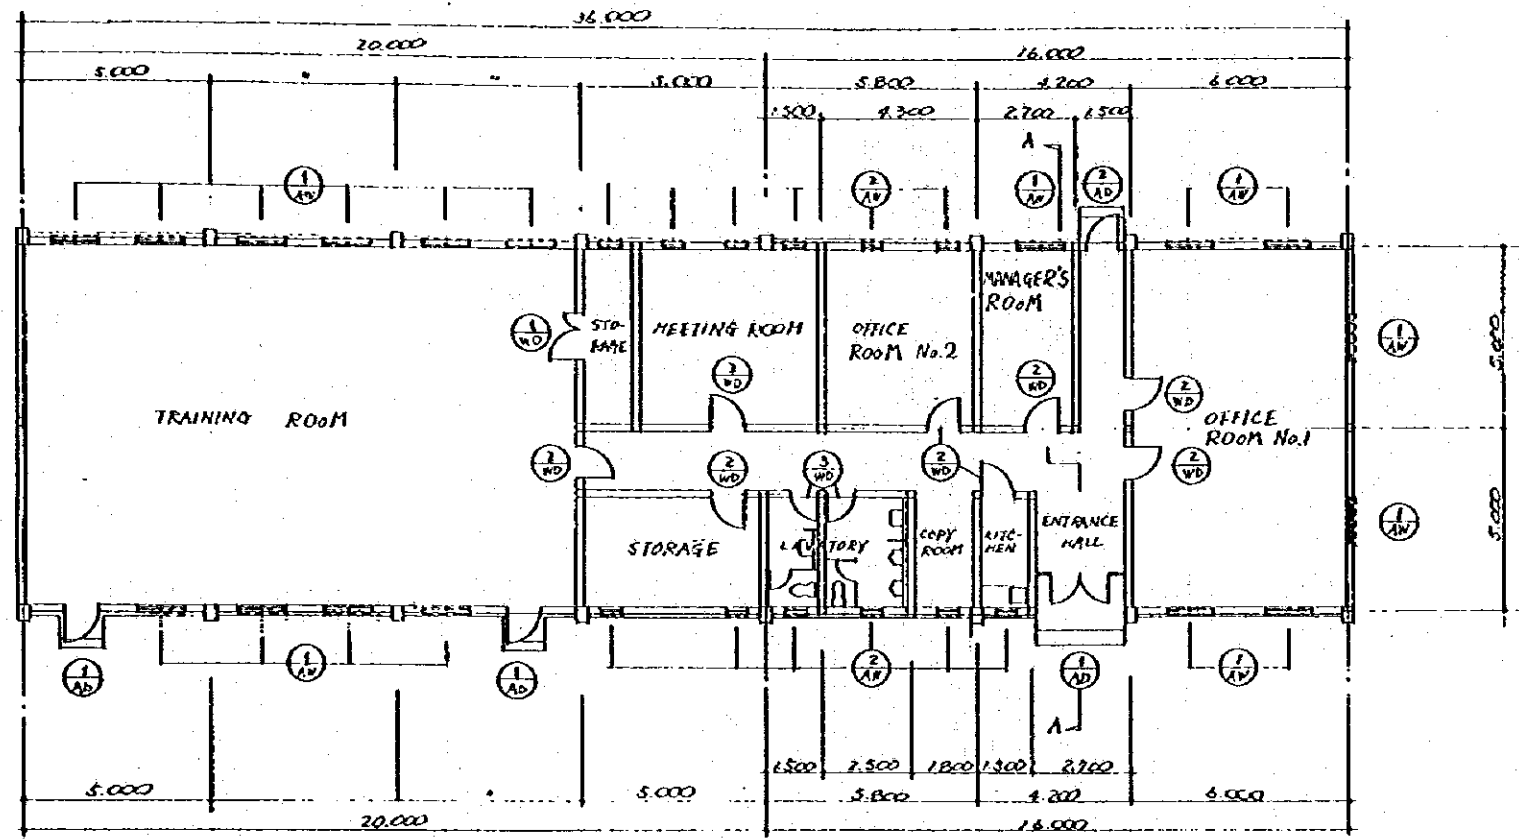 36.000
20.000
16.000
5.000
"
"
5.000
5.800
4.200
6.000
1.500
4.300
2.700
1.500
A
1
AW
2
AW
1
AW
2
AD
1
AW
MANAGER'S
ROOM
1
WD
STO-
RAGE
MEETING ROOM
OFFICE
ROOM No.2
1
AW
5.000
3
WD
2
WD
2
WD
TRAINING ROOM
OFFICE
ROOM No.1
2
WD
2
WD
3
WD
2
WD
2
WD
STORAGE
LAVATORY
COPY
ROOM
KITC-
HEN
ENTRANCE
HALL
1
AW
5.000
1
AD
1
AW
1
AD
2
AW
1
AD
1
AW
A
1.500
2.500
1.800
1.500
2.700
5.000
"
5.000
5.800
4.200
6.000
20.000
16.000